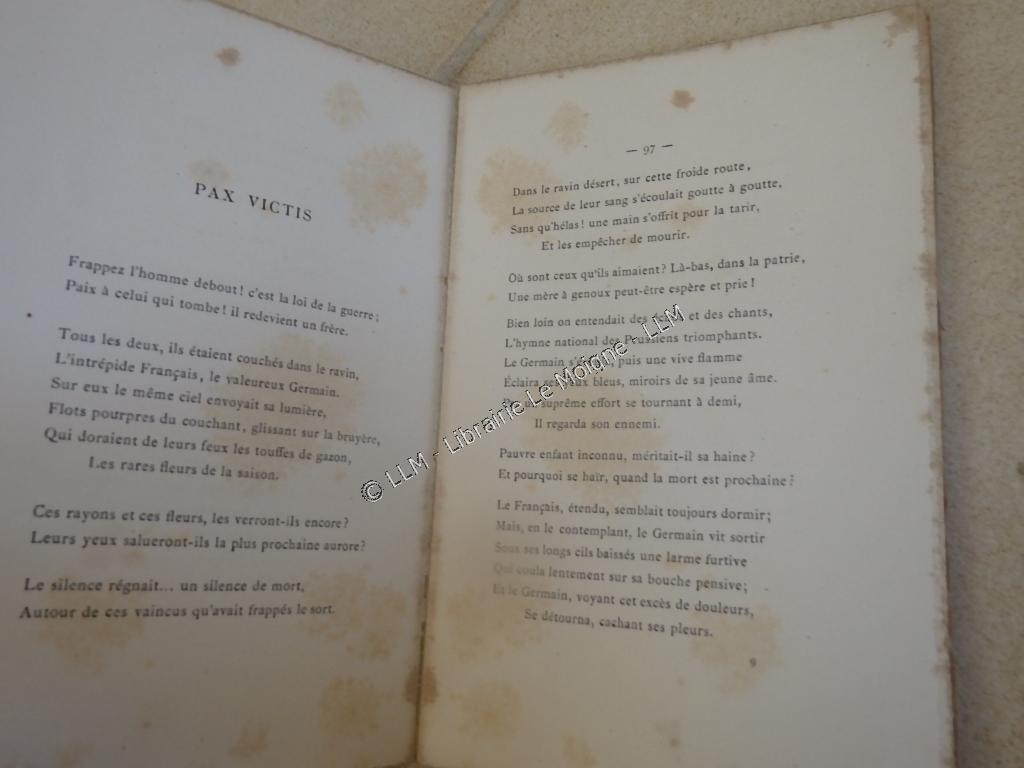 PAX VICTIS
Frappez l'homme debout! c'est la loi de la guerre;
Paix à celui qui tombe! il redevient un frère.
Tous les deux, ils étaient couchés dans le ravin,
L'intrépide Français, le valeureux Germain.
Sur eux le même ciel envoyait sa lumière,
Flots pourpres du couchant, glissant sur la bruyère,
Qui doraient de leurs feux les touffes de gazon,
Les rares fleurs de la saison.
Ces rayons et ces fleurs, les verront-ils encore?
Leurs yeux salueront-ils la plus prochaine aurore?
Le silence régnait... un silence de mort,
Autour de ces vaincus qu'avait frappés le sort.
— 97 —
Dans le ravin désert, sur cette froide route,
La source de leur sang s'écoulait goutte à goutte,
Sans qu'hélas! une main s'offrit pour la tarir,
Et les empêcher de mourir.
Où sont ceux qu'ils aimaient? Là-bas, dans la patrie,
Une mère à genoux peut-être espère et prie!
Bien loin on entendait des et des chants,
L'hymne national des Prussiens triomphants.
Le Germain puis une vive flamme
Éclaira ses yeux bleus, miroirs de sa jeune âme.
un suprême effort se tournant à demi,
Il regarda son ennemi.
Pauvre enfant inconnu, méritait-il sa haine?
Et pourquoi se haïr, quand la mort est prochaine?
Le Français, étendu, semblait toujours dormir;
Mais, en le contemplant, le Germain vit sortir
Sous ses longs cils baissés une larme furtive
Qui coula lentement sur sa bouche pensive;
Et le Germain, voyant cet excès de douleurs,
Se détourna, cachant ses pleurs.
9
© LLM - Librairie Le Moigne - LLM